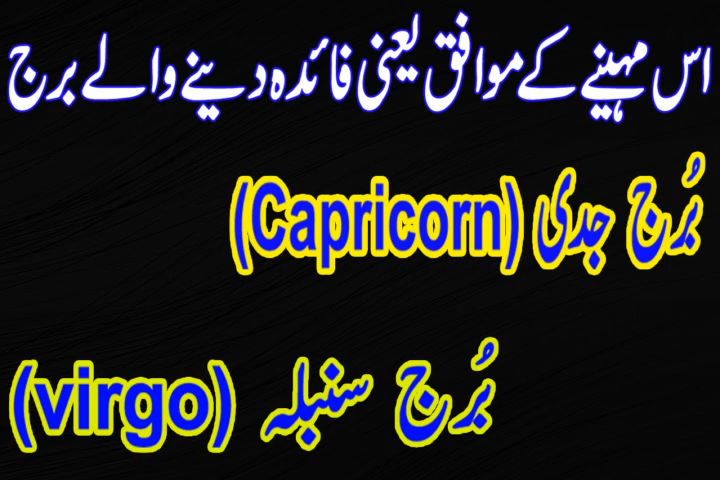 اس مہینے کے موافق یعنی فائدہ دینے والے برج
بُرج جدی (Capricorn)
بُرج سنبلہ (virgo)